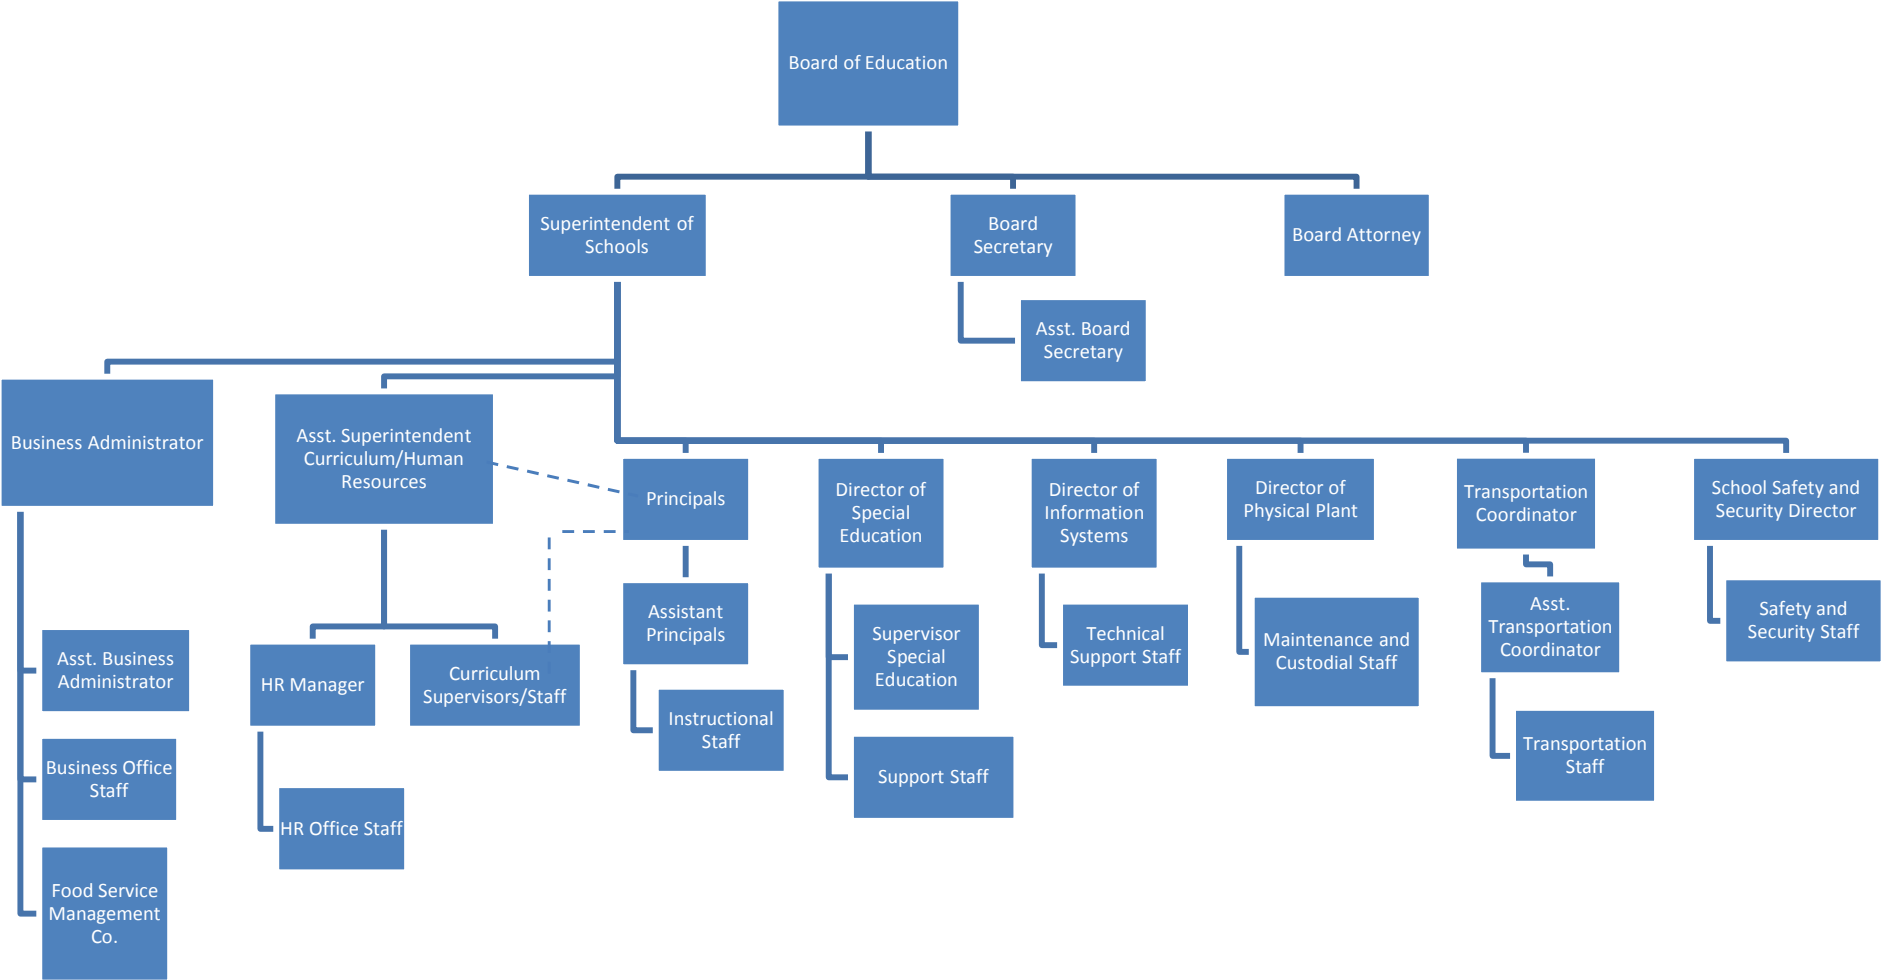 Board of Education
Superintendent of
Schools
Board
Secretary
Board Attorney
Asst. Board
Secretary
Business Administrator
Asst. Superintendent
Curriculum/Human
Resources
Principals
Director of
Special
Education
Director of
Information
Systems
Director of
Physical Plant
Transportation
Coordinator
School Safety and
Security Director
Asst. Business
Administrator
Business Office
Staff
Food Service
Management
Co.
HR Manager
HR Office Staff
Curriculum
Supervisors/Staff
Assistant
Principals
Instructional
Staff
Supervisor
Special
Education
Support Staff
Technical
Support Staff
Maintenance and
Custodial Staff
Asst.
Transportation
Coordinator
Transportation
Staff
Safety and
Security Staff